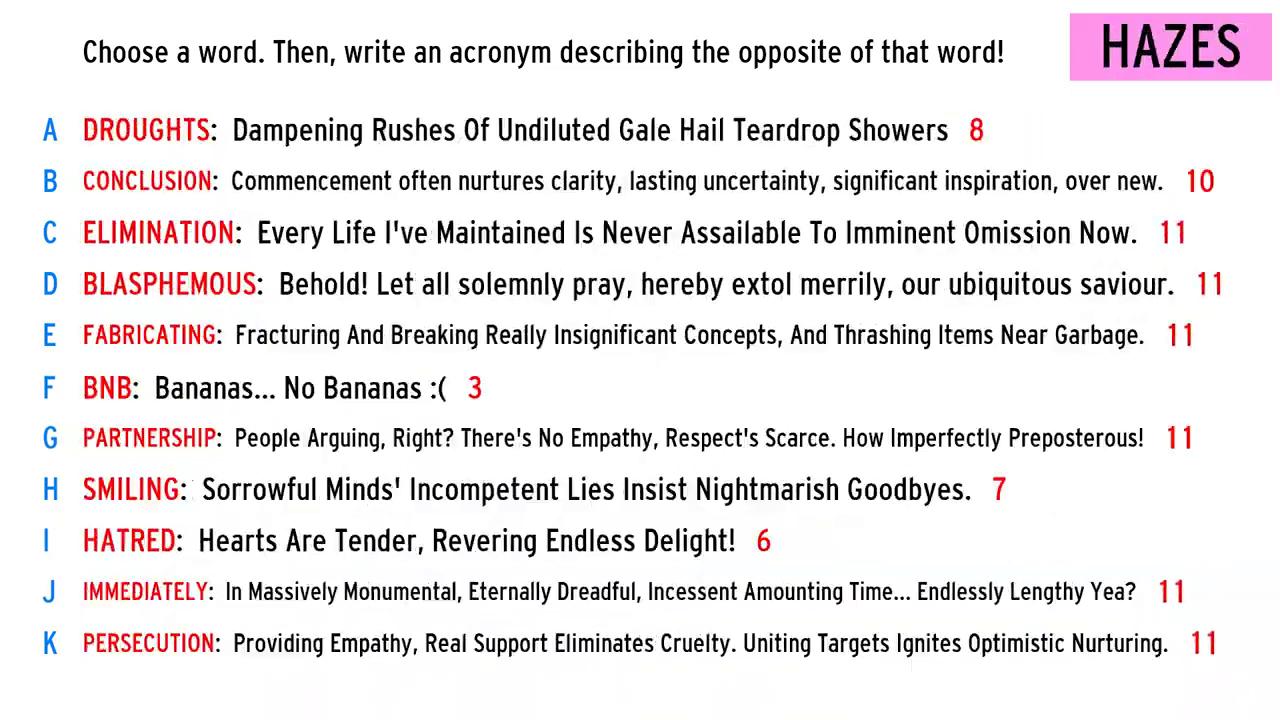 Choose a word. Then, write an acronym describing the opposite of that word!
HAZES
A DROUGHTS: Dampening Rushes Of Undiluted Gale Hail Teardrop Showers 8
B CONCLUSION: Commencement often nurtures clarity, lasting uncertainty, significant inspiration, over new. 10
C ELIMINATION: Every Life I've Maintained Is Never Assailable To Imminent Omission Now. 11
D BLASPHEMOUS: Behold! Let all solemnly pray, hereby extol merrily, our ubiquitous saviour. 11
E FABRICATING: Fracturing And Breaking Really Insignificant Concepts, And Thrashing Items Near Garbage. 11
F BNB: Bananas... No Bananas :( 3
G PARTNERSHIP: People Arguing, Right? There's No Empathy, Respect's Scarce. How Imperfectly Preposterous! 11
H SMILING: Sorrowful Minds' Incompetent Lies Insist Nightmarish Goodbyes. 7
I HATRED: Hearts Are Tender, Revering Endless Delight! 6
J IMMEDIATELY: In Massively Monumental, Eternally Dreadful, Incessent Amounting Time... Endlessly Lengthy Yea? 11
K PERSECUTION: Providing Empathy, Real Support Eliminates Cruelty. Uniting Targets Ignites Optimistic Nurturing. 11